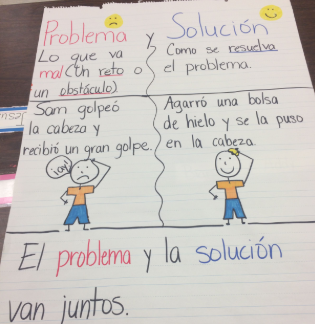 Problema y Solución
Lo que va
mal (Un reto o
un obstáculo)
Como se resuelva
el problema.
Sam golpeó
la cabeza y
recibió un gran golpe.
Agarró una bolsa
de hielo y se la puso
en la cabeza.
¡ay!
El problema y la solución
van juntos.